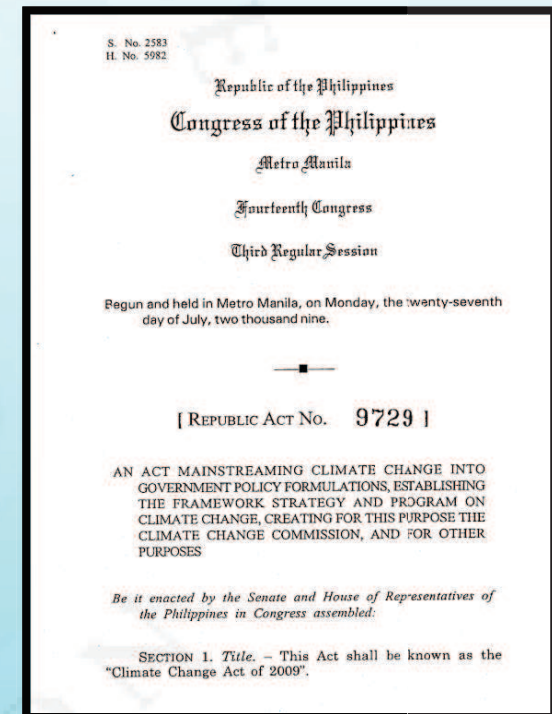 S. No. 2583
H. No. 5982
Republic of the Philippines
Congress of the Philippines
Metro Manila
Fourteenth Congress
Third Regular Session
Begun and held in Metro Manila, on Monday, the twenty-seventh
day of July, two thousand nine.
[ REPUBLIC ACT NO. 9729 ]
AN ACT MAINSTREAMING CLIMATE CHANGE INTO
GOVERNMENT POLICY FORMULATIONS, ESTABLISHING
THE FRAMEWORK STRATEGY AND PROGRAM ON
CLIMATE CHANGE, CREATING FOR THIS PURPOSE THE
CLIMATE CHANGE COMMISSION, AND FOR OTHER
PURPOSES
Be it enacted by the Senate and House of Representatives of
the Philippines in Congress assembled:
SECTION 1. Title. – This Act shall be known as the
"Climate Change Act of 2009".